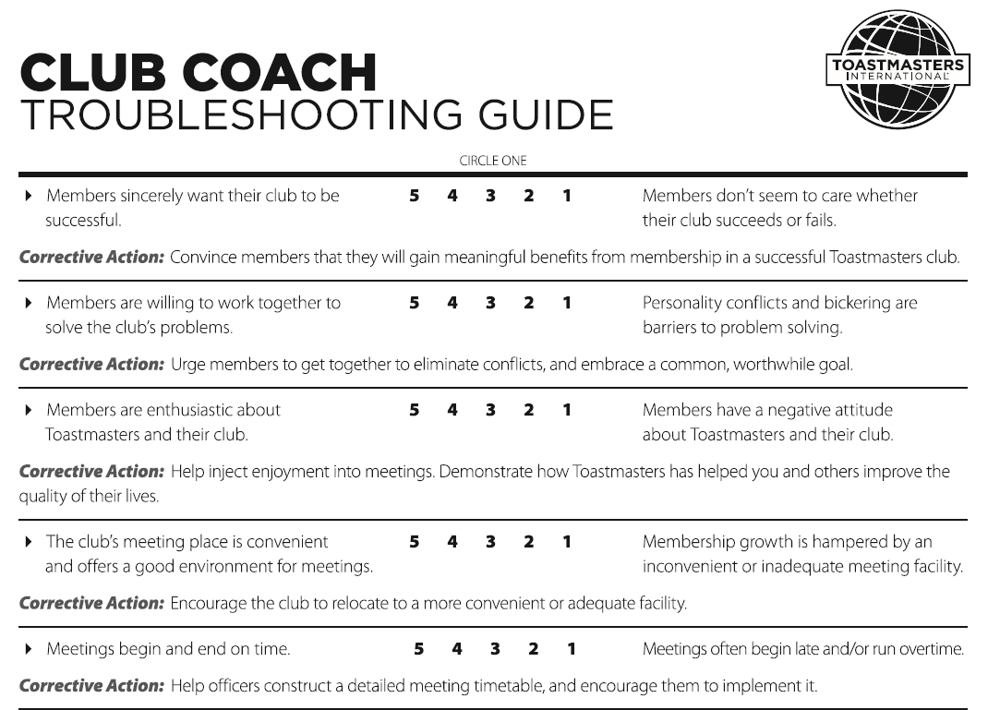 CLUB COACH
TROUBLESHOOTING GUIDE
TOASTMASTERS
INTERNATIONAL
CIRCLE ONE
Members sincerely want their club to be 5 4 3 2 1 Members don't seem to care whether
successful. their club succeeds or fails.
Corrective Action: Convince members that they will gain meaningful benefits from membership in a successful Toastmasters club.
Members are willing to work together to 5 4 3 2 1 Personality conflicts and bickering are
solve the club's problems. barriers to problem solving.
Corrective Action: Urge members to get together to eliminate conflicts, and embrace a common, worthwhile goal.
Members are enthusiastic about 5 4 3 2 1 Members have a negative attitude
Toastmasters and their club. about Toastmasters and their club.
Corrective Action: Help inject enjoyment into meetings. Demonstrate how Toastmasters has helped you and others improve the
quality of their lives.
The club's meeting place is convenient 5 4 3 2 1 Membership growth is hampered by an
and offers a good environment for meetings. inconvenient or inadequate meeting facility.
Corrective Action: Encourage the club to relocate to a more convenient or adequate facility.
Meetings begin and end on time. 5 4 3 2 1 Meetings often begin late and/or run overtime.
Corrective Action: Help officers construct a detailed meeting timetable, and encourage them to implement it.